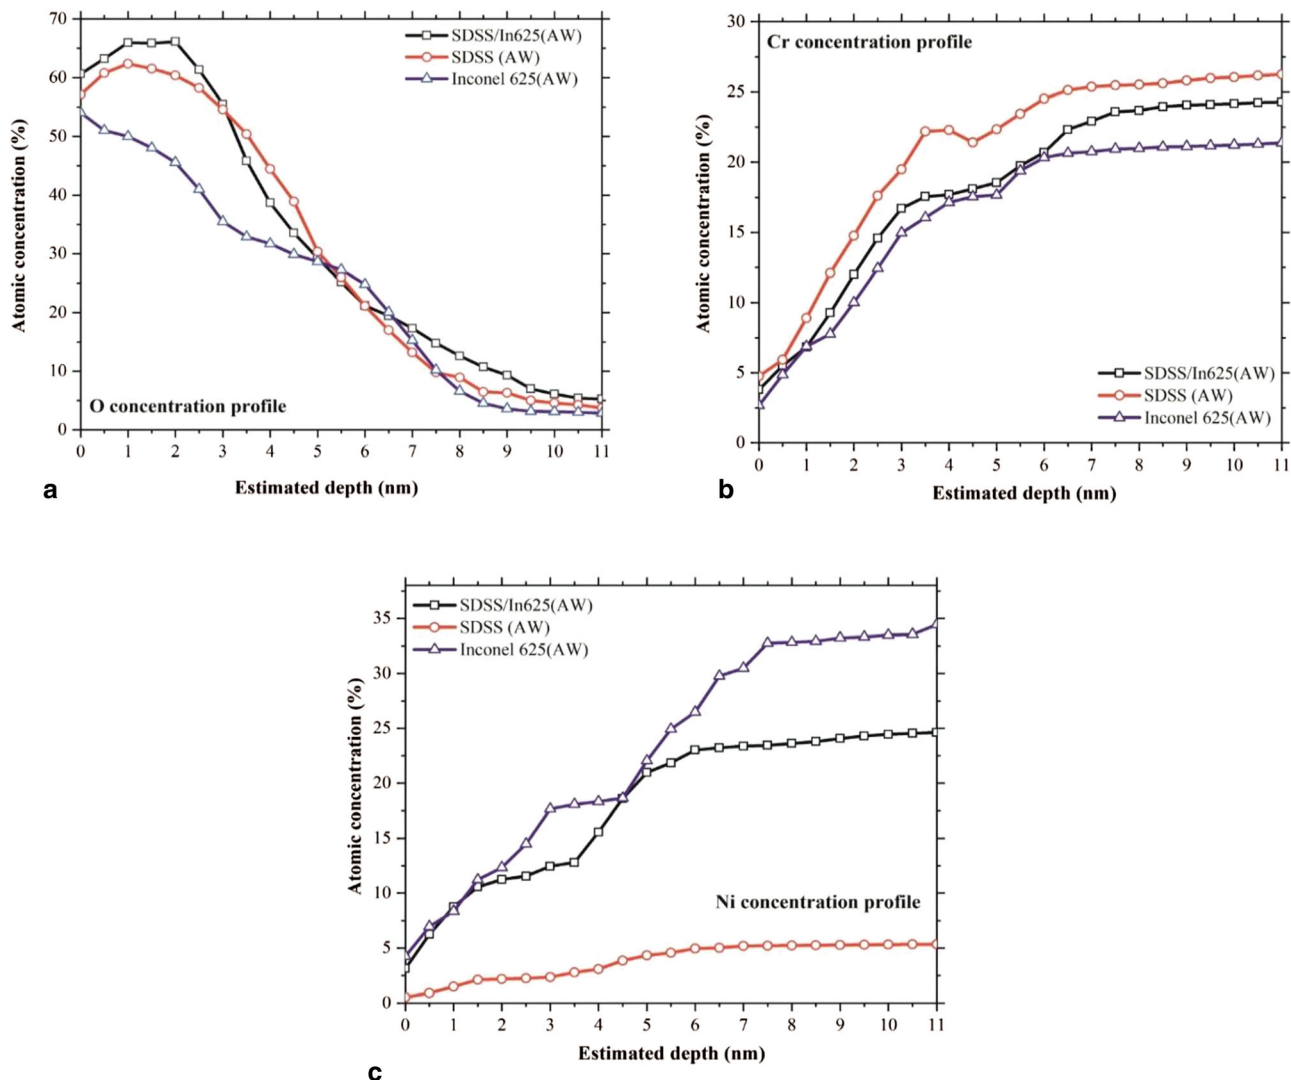 70
60
50
40
30
20
10
0
Atomic concentration (%)
SDSS/In625(AW)
SDSS (AW)
Inconel 625(AW)
O concentration profile
0 1 2 3 4 5 6 7 8 9 10 11
Estimated depth (nm)
a
30
25
20
15
10
5
0
Atomic concentration (%)
Cr concentration profile
SDSS/In625(AW)
SDSS (AW)
Inconel 625(AW)
0 1 2 3 4 5 6 7 8 9 10 11
Estimated depth (nm)
b
35
30
25
20
15
10
5
0
Atomic concentration (%)
SDSS/In625(AW)
SDSS (AW)
Inconel 625(AW)
Ni concentration profile
0 1 2 3 4 5 6 7 8 9 10 11
Estimated depth (nm)
c